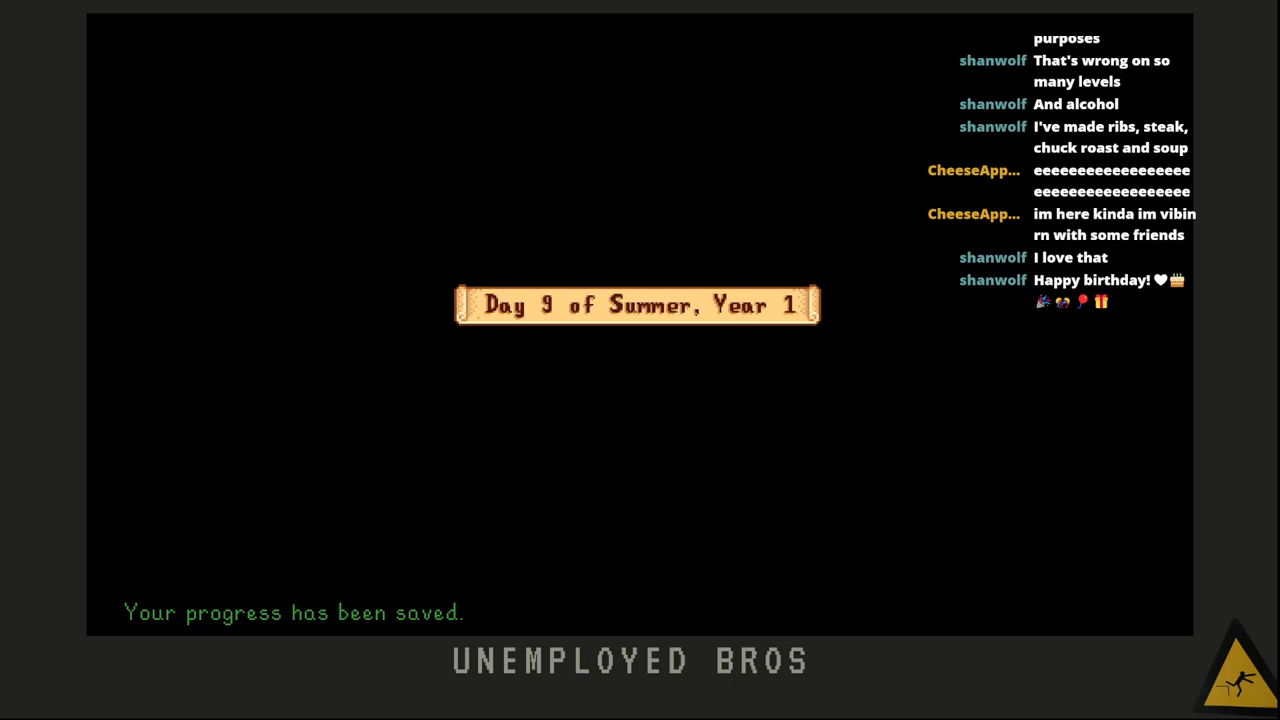 purposes
shanwolf That's wrong on so
many levels
shanwolf And alcohol
shanwolf I've made ribs, steak,
chuck roast and soup
CheeseApp... eeeeeeeeeeeeeeeeee
eeeeeeeeeeeeeeeeee
CheeseApp... im here kinda im vibin
rn with some friends
shanwolf I love that
shanwolf Happy birthday! 🤍🎂
🎉🎊🎈🎁
Day 9 of Summer, Year 1
Your progress has been saved.
UNEMPLOYED BROS